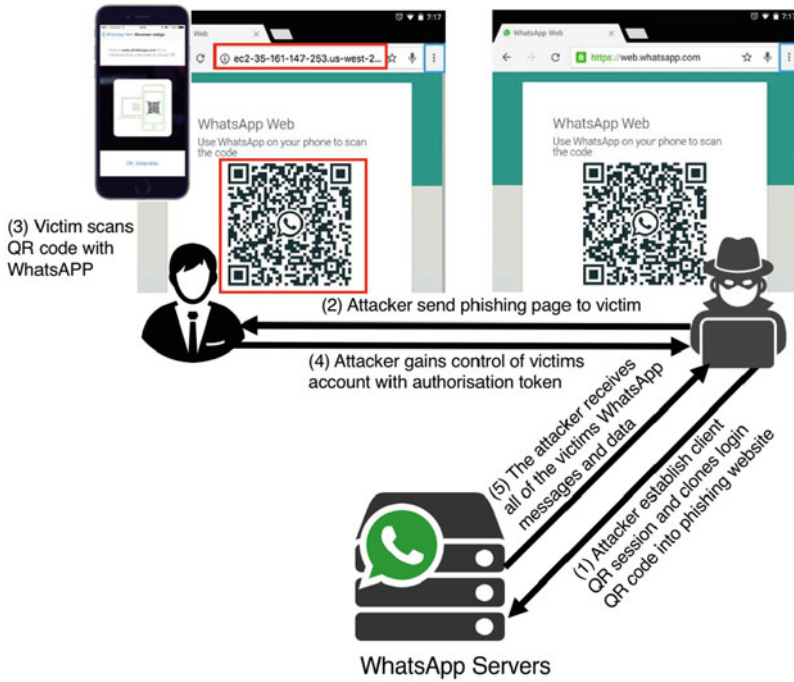 7:17
Web
ec2-35-161-147-253.us-west-2...
WhatsApp Web
Use WhatsApp on your phone to scan
the code
7:17
WhatsApp Web
https://web.whatsapp.com
WhatsApp Web
Use WhatsApp on your phone to scan
the code
(3) Victim scans
QR code with
WhatsAPP
(2) Attacker send phishing page to victim
(4) Attacker gains control of victims
account with authorisation token
(5) The attacker receives
all of the victims WhatsApp
messages and data
(1) Attacker establish client
QR session and clones login
QR code into phishing website
WhatsApp Servers